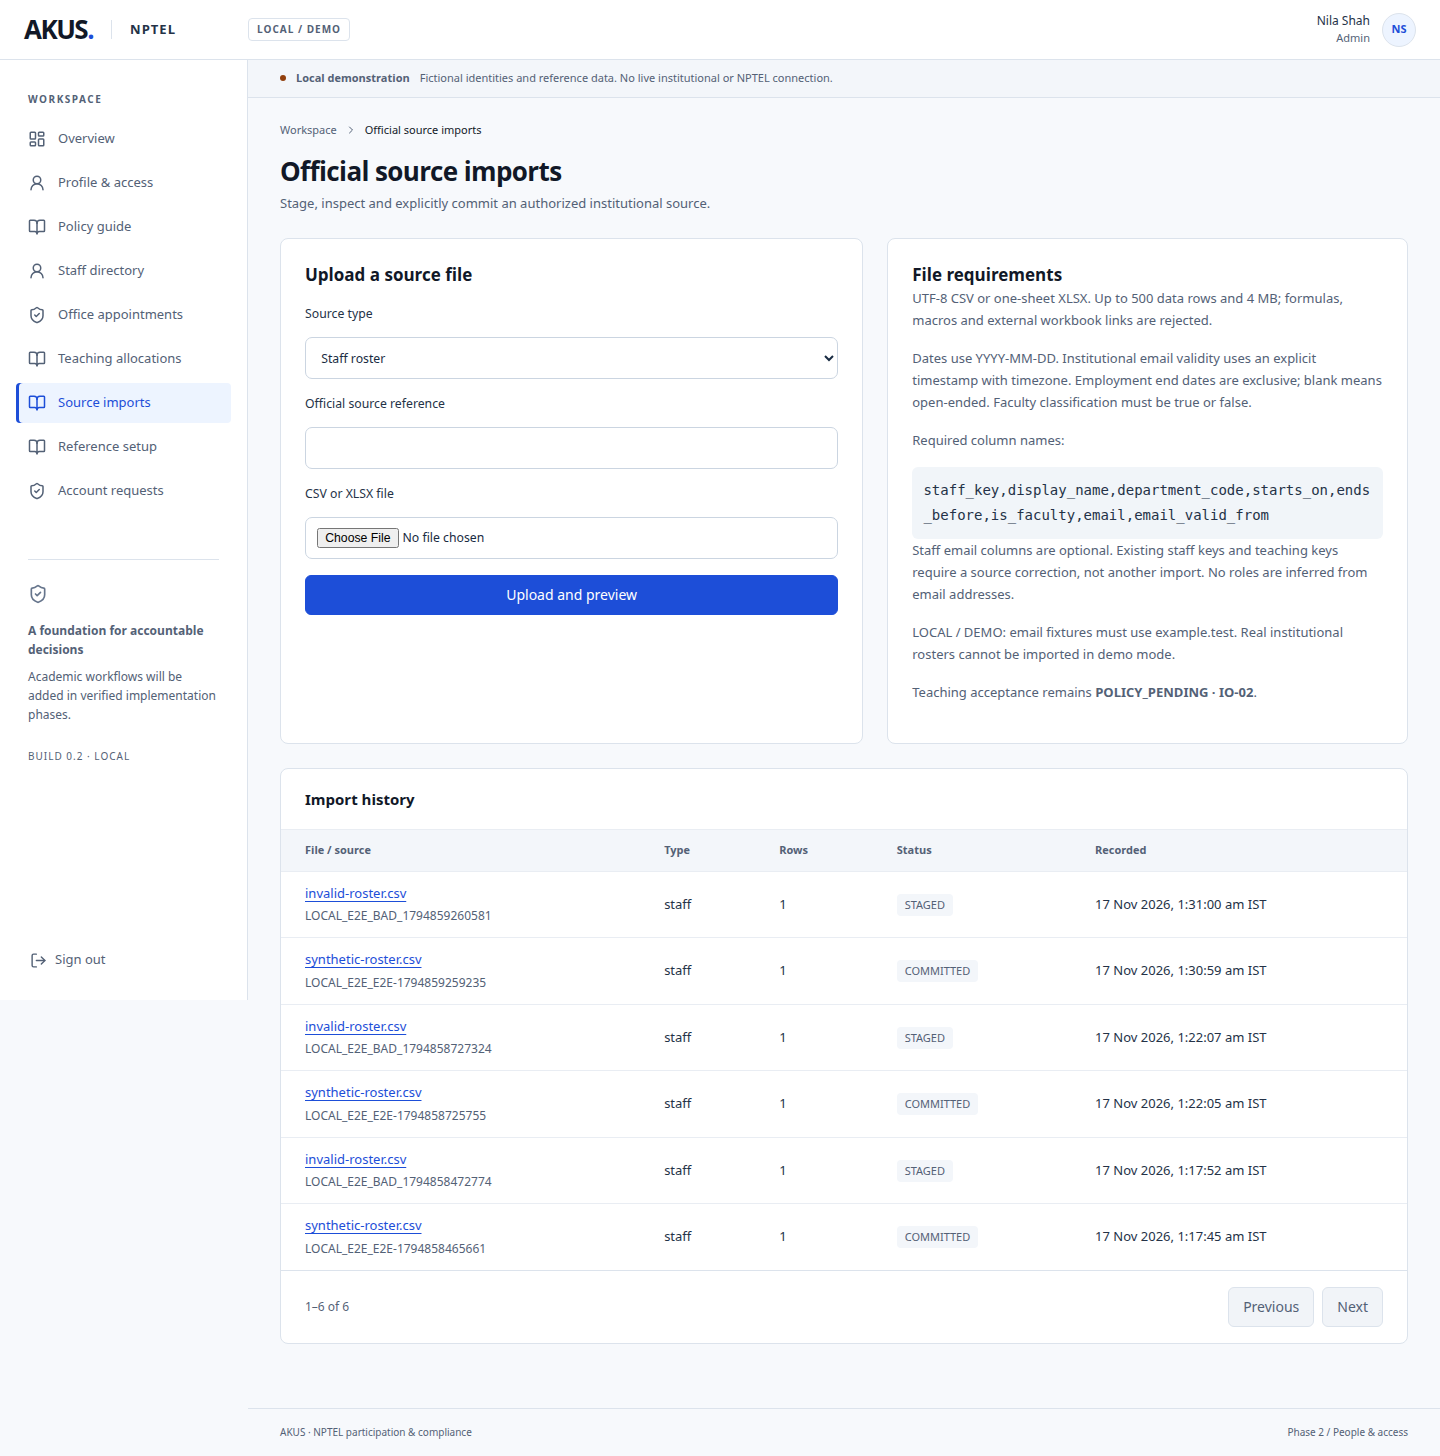 AKUS.
NPTEL
LOCAL / DEMO
Nila Shah
Admin
NS
WORKSPACE
Overview
Profile & access
Policy guide
Staff directory
Office appointments
Teaching allocations
Source imports
Reference setup
Account requests
A foundation for accountable
decisions
Academic workflows will be
added in verified implementation
phases.
BUILD 0.2 · LOCAL
Sign out
Local demonstration Fictional identities and reference data. No live institutional or NPTEL connection.
Workspace > Official source imports
Official source imports
Stage, inspect and explicitly commit an authorized institutional source.
Upload a source file
Source type
Staff roster
Official source reference
CSV or XLSX file
Choose File No file chosen
Upload and preview
File requirements
UTF-8 CSV or one-sheet XLSX. Up to 500 data rows and 4 MB; formulas,
macros and external workbook links are rejected.
Dates use YYYY-MM-DD. Institutional email validity uses an explicit
timestamp with timezone. Employment end dates are exclusive; blank means
open-ended. Faculty classification must be true or false.
Required column names:
staff_key,display_name,department_code,starts_on,ends
_before,is_faculty,email,email_valid_from
Staff email columns are optional. Existing staff keys and teaching keys
require a source correction, not another import. No roles are inferred from
email addresses.
LOCAL / DEMO: email fixtures must use example.test. Real institutional
rosters cannot be imported in demo mode.
Teaching acceptance remains POLICY_PENDING · IO-02.
Import history
File / source Type Rows Status Recorded
invalid-roster.csv
LOCAL_E2E_BAD_1794859260581
staff 1 STAGED 17 Nov 2026, 1:31:00 am IST
synthetic-roster.csv
LOCAL_E2E_E2E-1794859259235
staff 1 COMMITTED 17 Nov 2026, 1:30:59 am IST
invalid-roster.csv
LOCAL_E2E_BAD_1794858727324
staff 1 STAGED 17 Nov 2026, 1:22:07 am IST
synthetic-roster.csv
LOCAL_E2E_E2E-1794858725755
staff 1 COMMITTED 17 Nov 2026, 1:22:05 am IST
invalid-roster.csv
LOCAL_E2E_BAD_1794858472774
staff 1 STAGED 17 Nov 2026, 1:17:52 am IST
synthetic-roster.csv
LOCAL_E2E_E2E-1794858465661
staff 1 COMMITTED 17 Nov 2026, 1:17:45 am IST
1–6 of 6
Previous Next
AKUS · NPTEL participation & compliance
Phase 2 / People & access